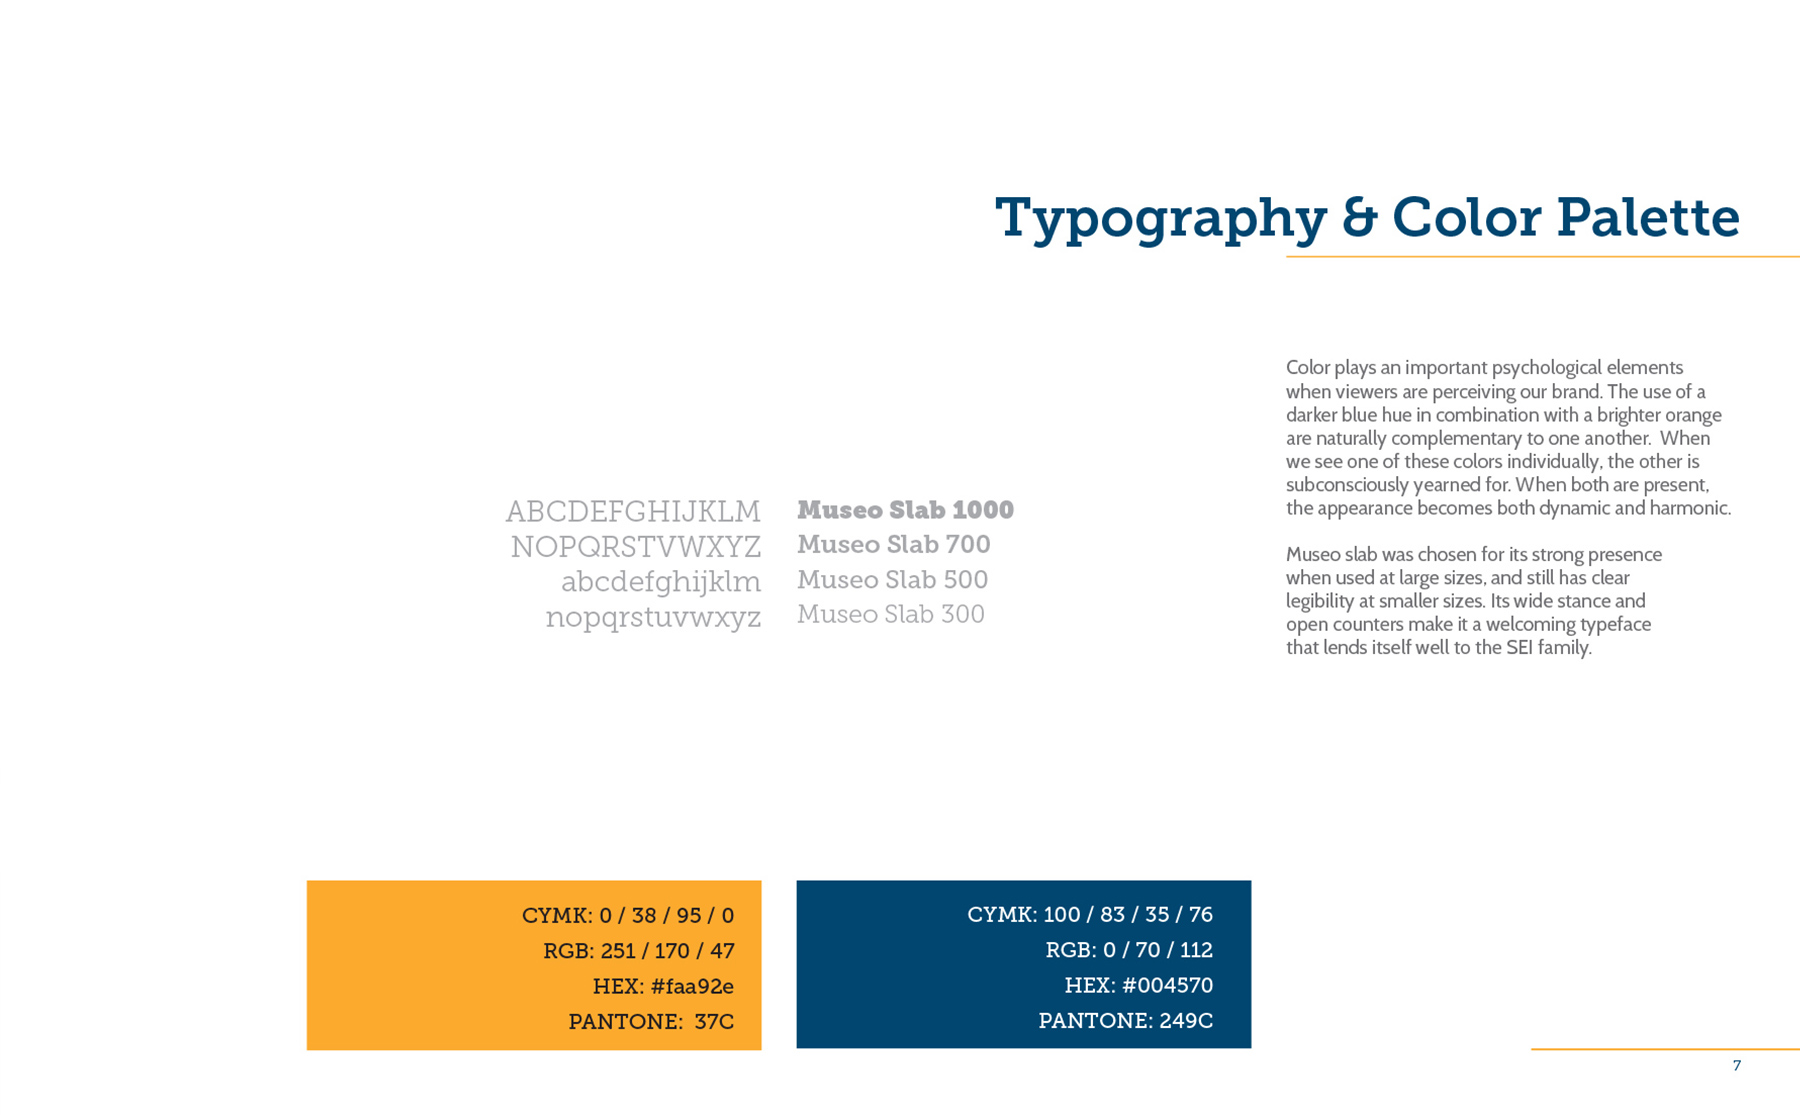 Typography & Color Palette
Color plays an important psychological elements
when viewers are perceiving our brand. The use of a
darker blue hue in combination with a brighter orange
are naturally complementary to one another.  When
we see one of these colors individually, the other is
subconsciously yearned for. When both are present,
the appearance becomes both dynamic and harmonic.
Museo slab was chosen for its strong presence
when used at large sizes, and still has clear
legibility at smaller sizes. Its wide stance and
open counters make it a welcoming typeface
that lends itself well to the SEI family.
ABCDEFGHIJKLM
NOPQRSTVWXYZ
abcdefghijklm
nopqrstuvwxyz
Museo Slab 1000
Museo Slab 700
Museo Slab 500
Museo Slab 300
CYMK: 0 / 38 / 95 / 0
RGB: 251 / 170 / 47
HEX: #faa92e
PANTONE:  37C
CYMK: 100 / 83 / 35 / 76
RGB: 0 / 70 / 112
HEX: #004570
PANTONE: 249C
7